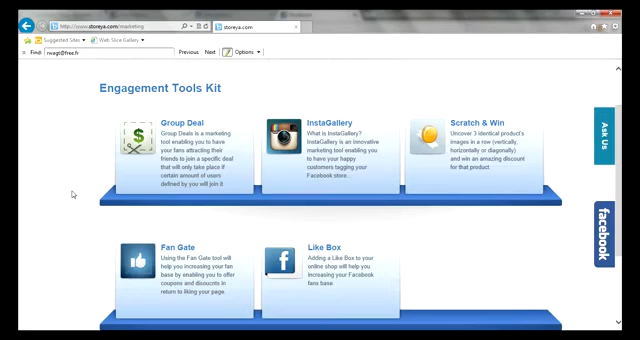 http://www.storeya.com/marketing
storeya.com
Suggested Sites
Web Slice Gallery
Find: rwagt@free.fr
Previous Next Options
Engagement Tools Kit
Group Deal
Group Deals is a marketing
tool enabling you to have
your fans attracting their
friends to join a specific deal
that will only take place if
certain amount of users
defined by you will join it
InstaGallery
What is InstaGallery?
InstaGallery is an innovative
marketing tool enabling you
to have your happy
customers tagging your
Facebook store...
Scratch & Win
Uncover 3 identical product's
images in a row (vertically,
horizontally or diagonally)
and win an amazing discount
for that product.
Ask Us
facebook
Fan Gate
Using the Fan Gate tool will
help you increasing your fan
base by enabling you to offer
coupons and disoucnts in
return to liking your page.
Like Box
Adding a Like Box to your
online shop will help you
increasing your Facebook
fans base